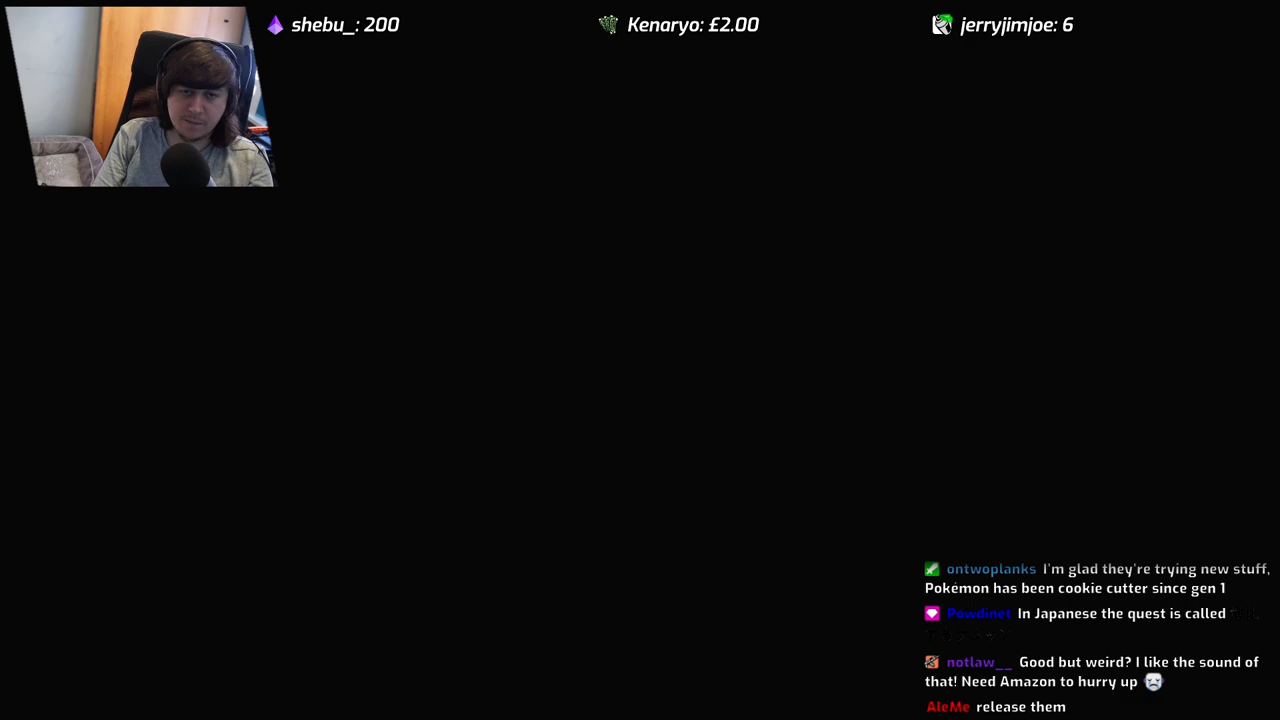 shebu_: 200
Kenaryo: £2.00
jerryjimjoe: 6
ontwoplanks I'm glad they're trying new stuff,
Pokémon has been cookie cutter since gen 1
Powdinet In Japanese the quest is called
notlaw__ Good but weird? I like the sound of
that! Need Amazon to hurry up
AleMe release them